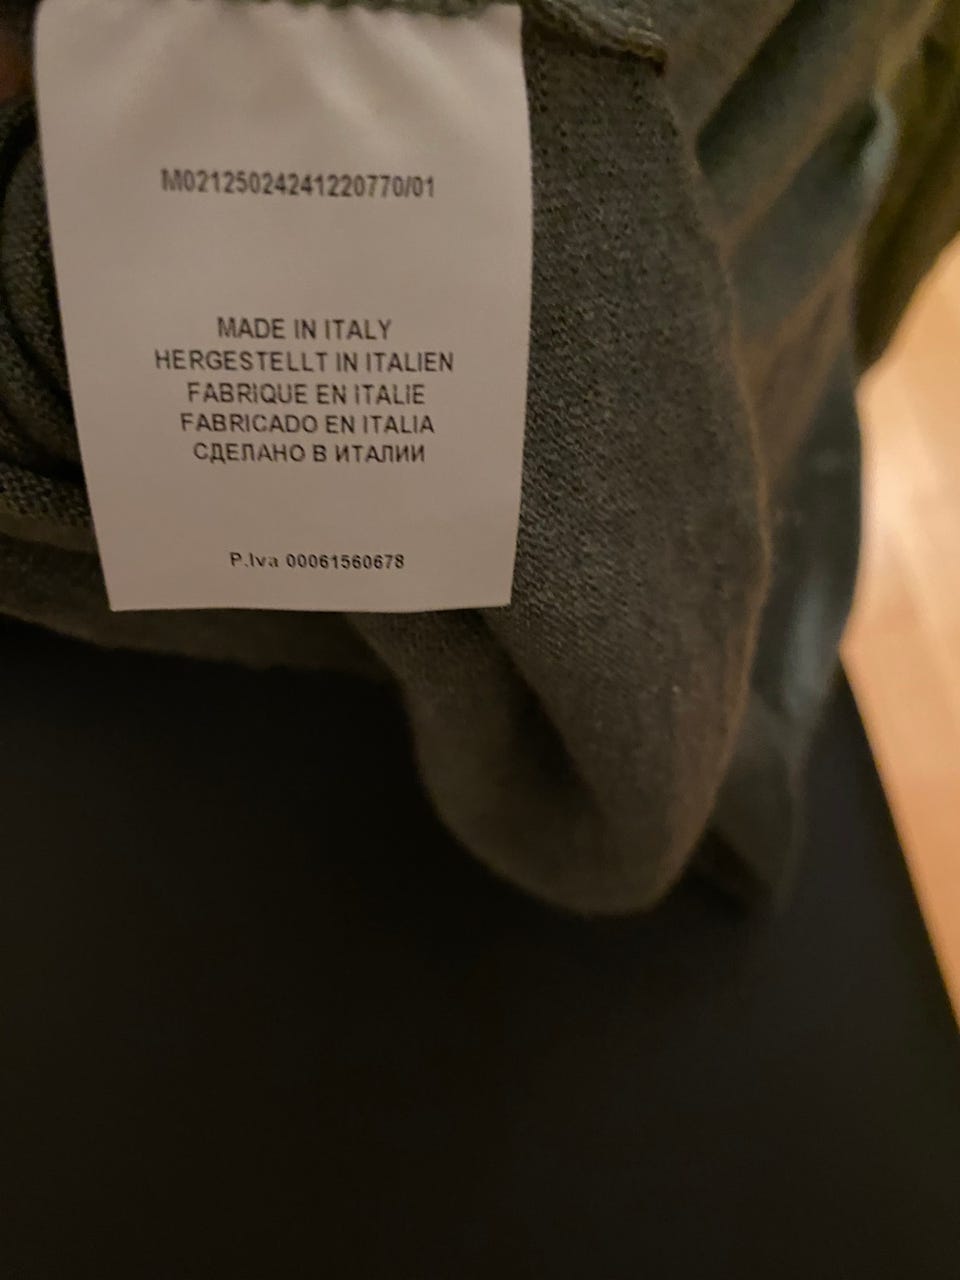 M02125024241220770/01
MADE IN ITALY
HERGESTELLT IN ITALIEN
FABRIQUE EN ITALIE
FABRICADO EN ITALIA
СДЕЛАНО В ИТАЛИИ
P.Iva 00061560678